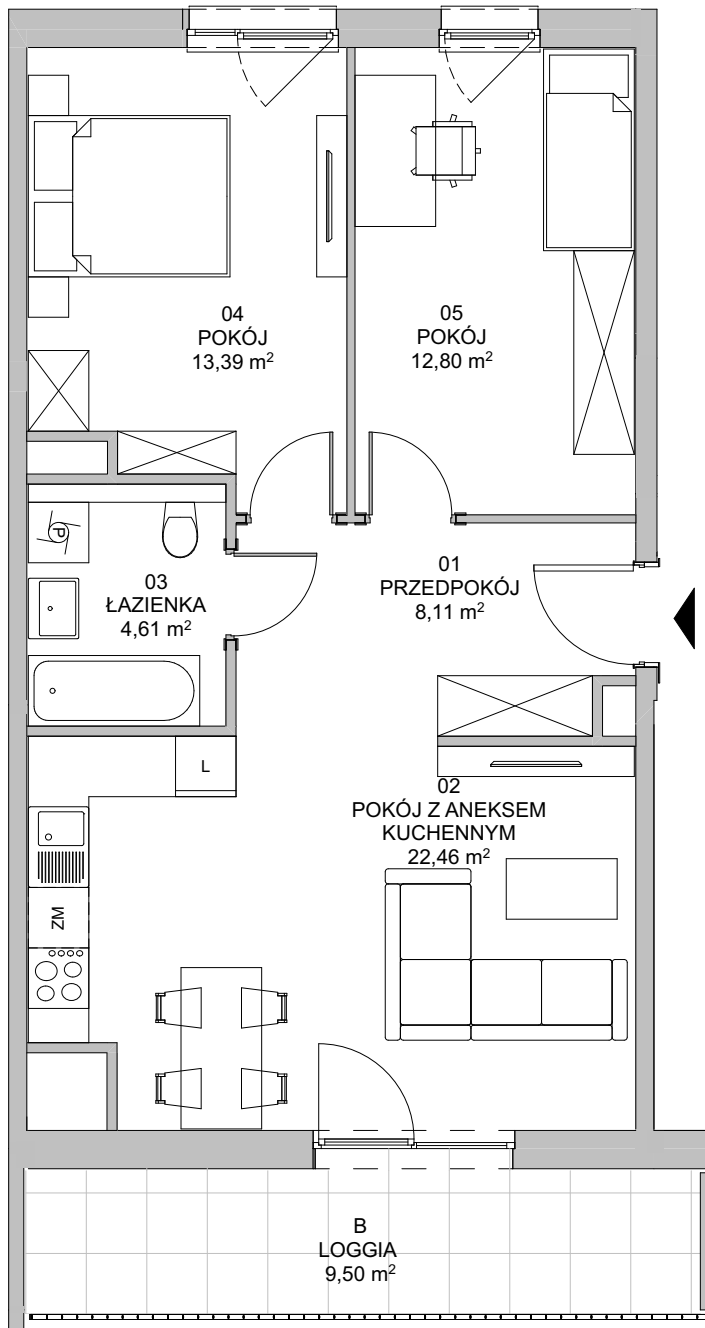 04
POKÓJ
13,39 m²
05
POKÓJ
12,80 m²
P
03
ŁAZIENKA
4,61 m²
01
PRZEDPOKÓJ
8,11 m²
L
02
POKÓJ Z ANEKSEM
KUCHENNYM
22,46 m²
ZM
B
LOGGIA
9,50 m²